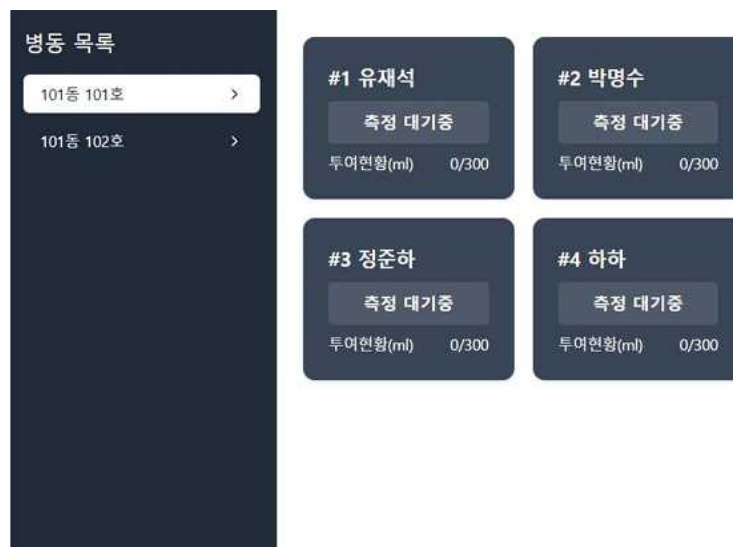 병동 목록
101동 101호
101동 102호
#1 유재석
측정 대기중
투여현황(ml) 0/300
#2 박명수
측정 대기중
투여현황(ml) 0/300
#3 정준하
측정 대기중
투여현황(ml) 0/300
#4 하하
측정 대기중
투여현황(ml) 0/300